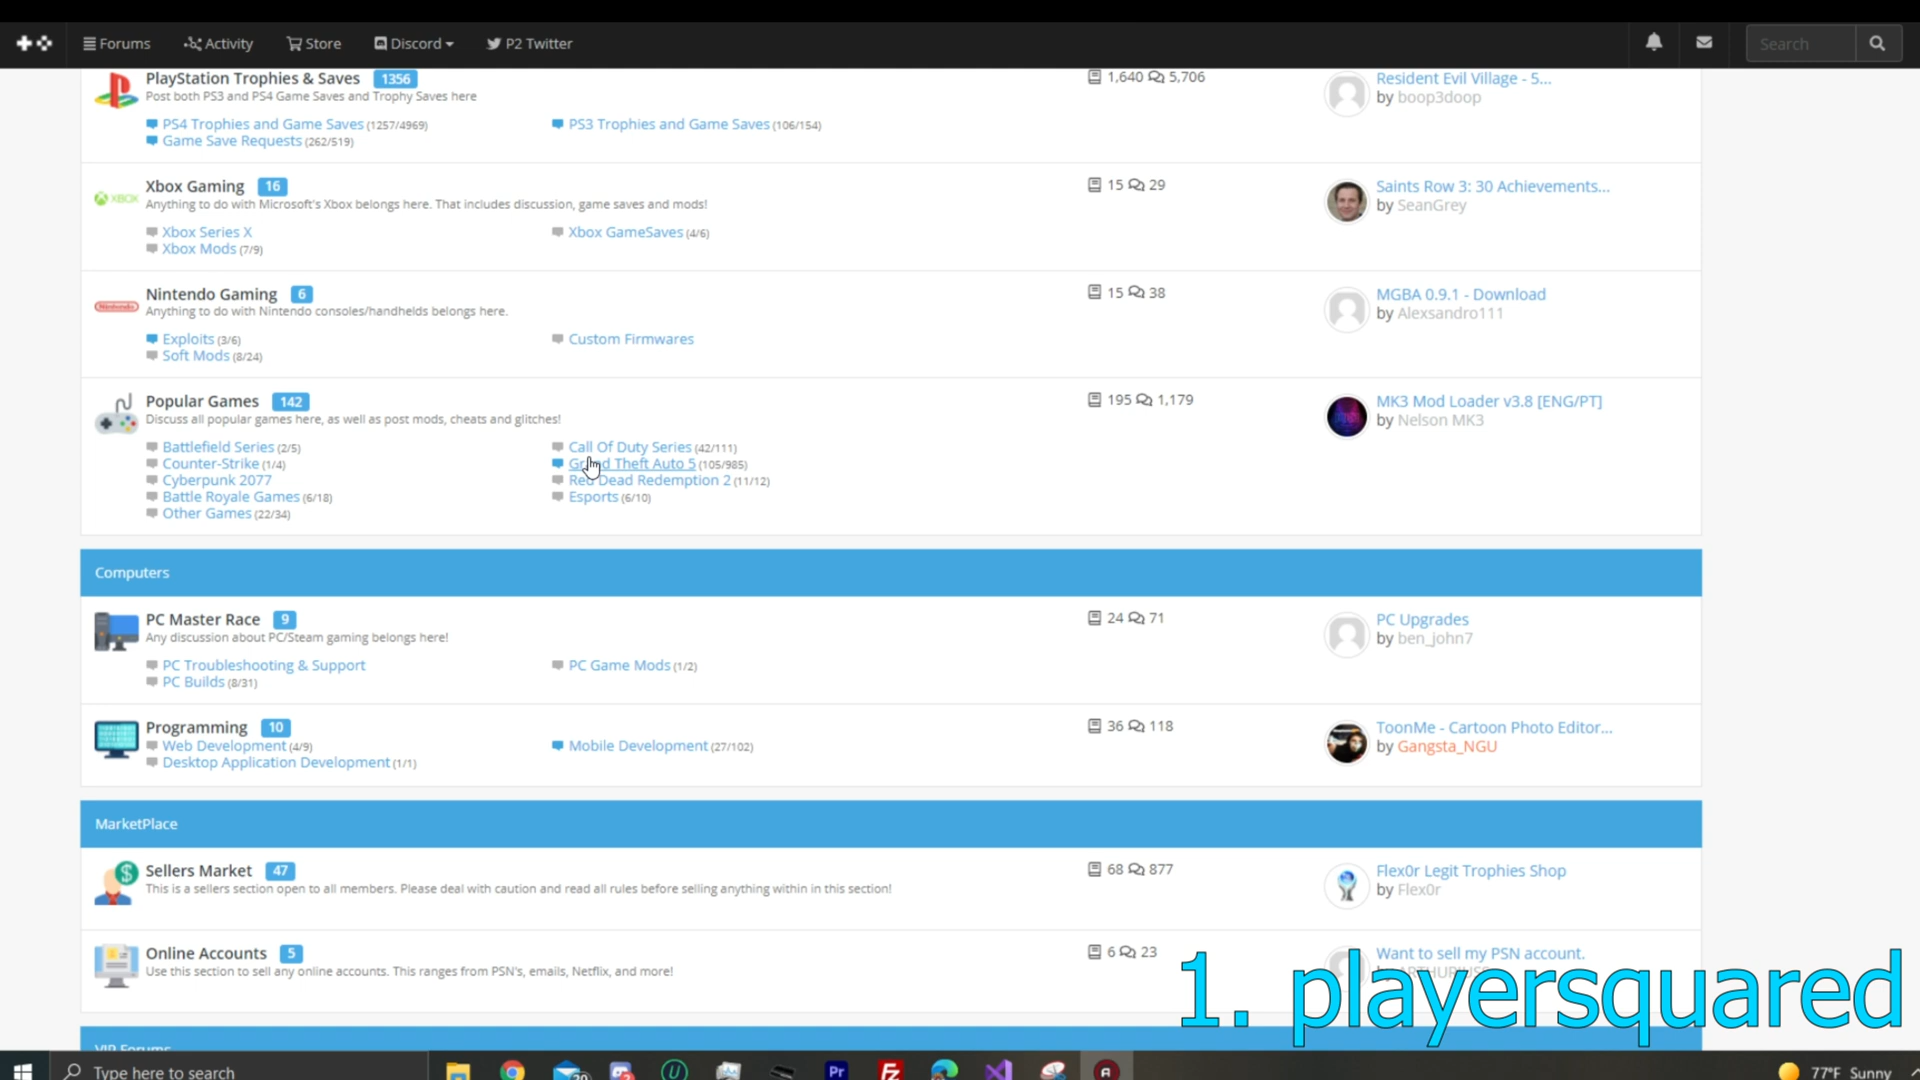 Forums Activity Store Discord P2 Twitter Search
PlayStation Trophies & Saves 1356
Post both PS3 and PS4 Game Saves and Trophy Saves here
PS4 Trophies and Game Saves (1257/4969) PS3 Trophies and Game Saves (106/154)
Game Save Requests (262/519)
1,640 5,706
Resident Evil Village - 5...
by boop3doop
Xbox Gaming 16
Anything to do with Microsoft's Xbox belongs here. That includes discussion, game saves and mods!
Xbox Series X Xbox GameSaves (4/6)
Xbox Mods (7/9)
XBOX
15 29
Saints Row 3: 30 Achievements...
by SeanGrey
Nintendo Gaming 6
Anything to do with Nintendo consoles/handhelds belongs here.
Exploits (3/6) Custom Firmwares
Soft Mods (8/24)
Nintendo
15 38
MGBA 0.9.1 - Download
by Alexsandro111
Popular Games 142
Discuss all popular games here, as well as post mods, cheats and glitches!
Battlefield Series (2/5) Call Of Duty Series (42/111)
Counter-Strike (1/4) Grand Theft Auto 5 (105/985)
Cyberpunk 2077 Red Dead Redemption 2 (11/12)
Battle Royale Games (6/18) Esports (6/10)
Other Games (22/34)
195 1,179
MK3 Mod Loader v3.8 [ENG/PT]
by Nelson MK3
Computers
PC Master Race 9
Any discussion about PC/Steam gaming belongs here!
PC Troubleshooting & Support PC Game Mods (1/2)
PC Builds (8/31)
24 71
PC Upgrades
by ben_john7
Programming 10
Web Development (4/9) Mobile Development (27/102)
Desktop Application Development (1/1)
36 118
ToonMe - Cartoon Photo Editor...
by Gangsta_NGU
MarketPlace
Sellers Market 47
This is a sellers section open to all members. Please deal with caution and read all rules before selling anything within in this section!
68 877
Flex0r Legit Trophies Shop
by Flex0r
Online Accounts 5
Use this section to sell any online accounts. This ranges from PSN's, emails, Netflix, and more!
6 23
Want to sell my PSN account.
1. playersquared
VIP Forums
Type here to search
Pr
77°F Sunny